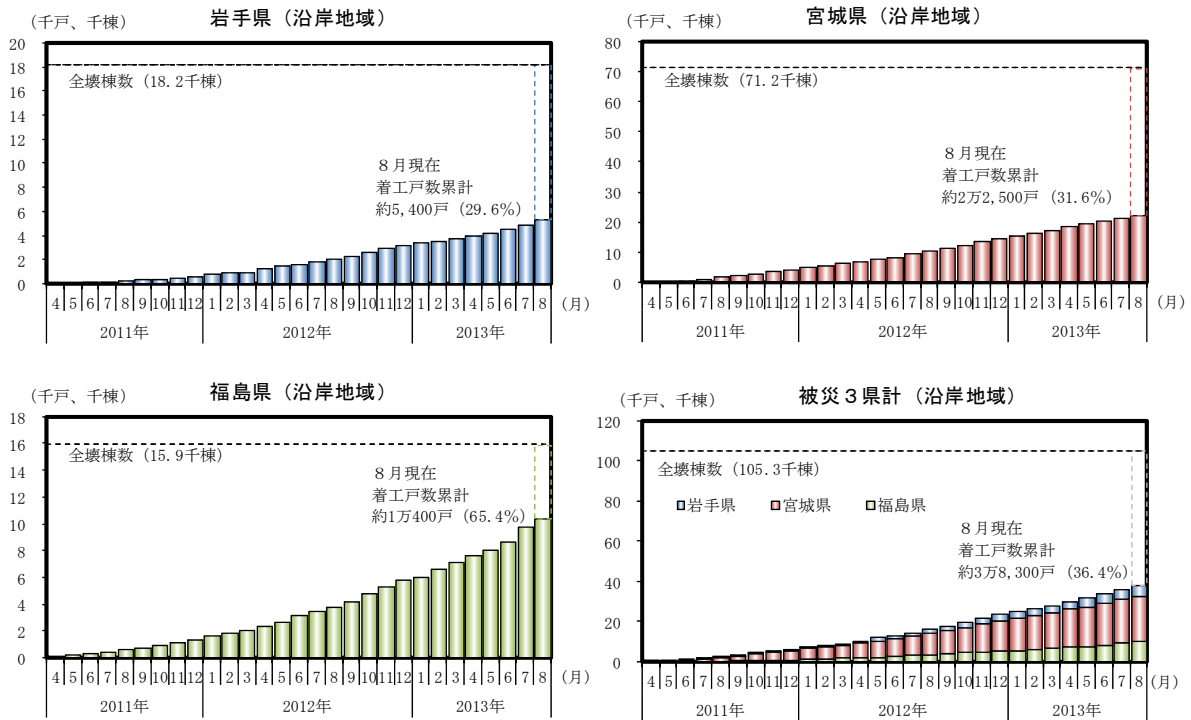 岩手県（沿岸地域）
（千戸、千棟）
20
18
16
14
12
10
8
6
4
2
0
全壊棟数（18.2千棟）
８月現在
着工戸数累計
約5,400戸（29.6%）
4 5 6 7 8 9 10 11 12 1 2 3 4 5 6 7 8 9 10 11 12 1 2 3 4 5 6 7 8 （月）
2011年 2012年 2013年
宮城県（沿岸地域）
（千戸、千棟）
80
70
60
50
40
30
20
10
0
全壊棟数（71.2千棟）
８月現在
着工戸数累計
約2万2,500戸（31.6%）
4 5 6 7 8 9 10 11 12 1 2 3 4 5 6 7 8 9 10 11 12 1 2 3 4 5 6 7 8 （月）
2011年 2012年 2013年
福島県（沿岸地域）
（千戸、千棟）
18
16
14
12
10
8
6
4
2
0
全壊棟数（15.9千棟）
８月現在
着工戸数累計
約1万400戸（65.4%）
4 5 6 7 8 9 10 11 12 1 2 3 4 5 6 7 8 9 10 11 12 1 2 3 4 5 6 7 8 （月）
2011年 2012年 2013年
被災３県計（沿岸地域）
（千戸、千棟）
120
100
80
60
40
20
0
全壊棟数（105.3千棟）
岩手県 宮城県 福島県
８月現在
着工戸数累計
約3万8,300戸（36.4%）
4 5 6 7 8 9 10 11 12 1 2 3 4 5 6 7 8 9 10 11 12 1 2 3 4 5 6 7 8 （月）
2011年 2012年 2013年